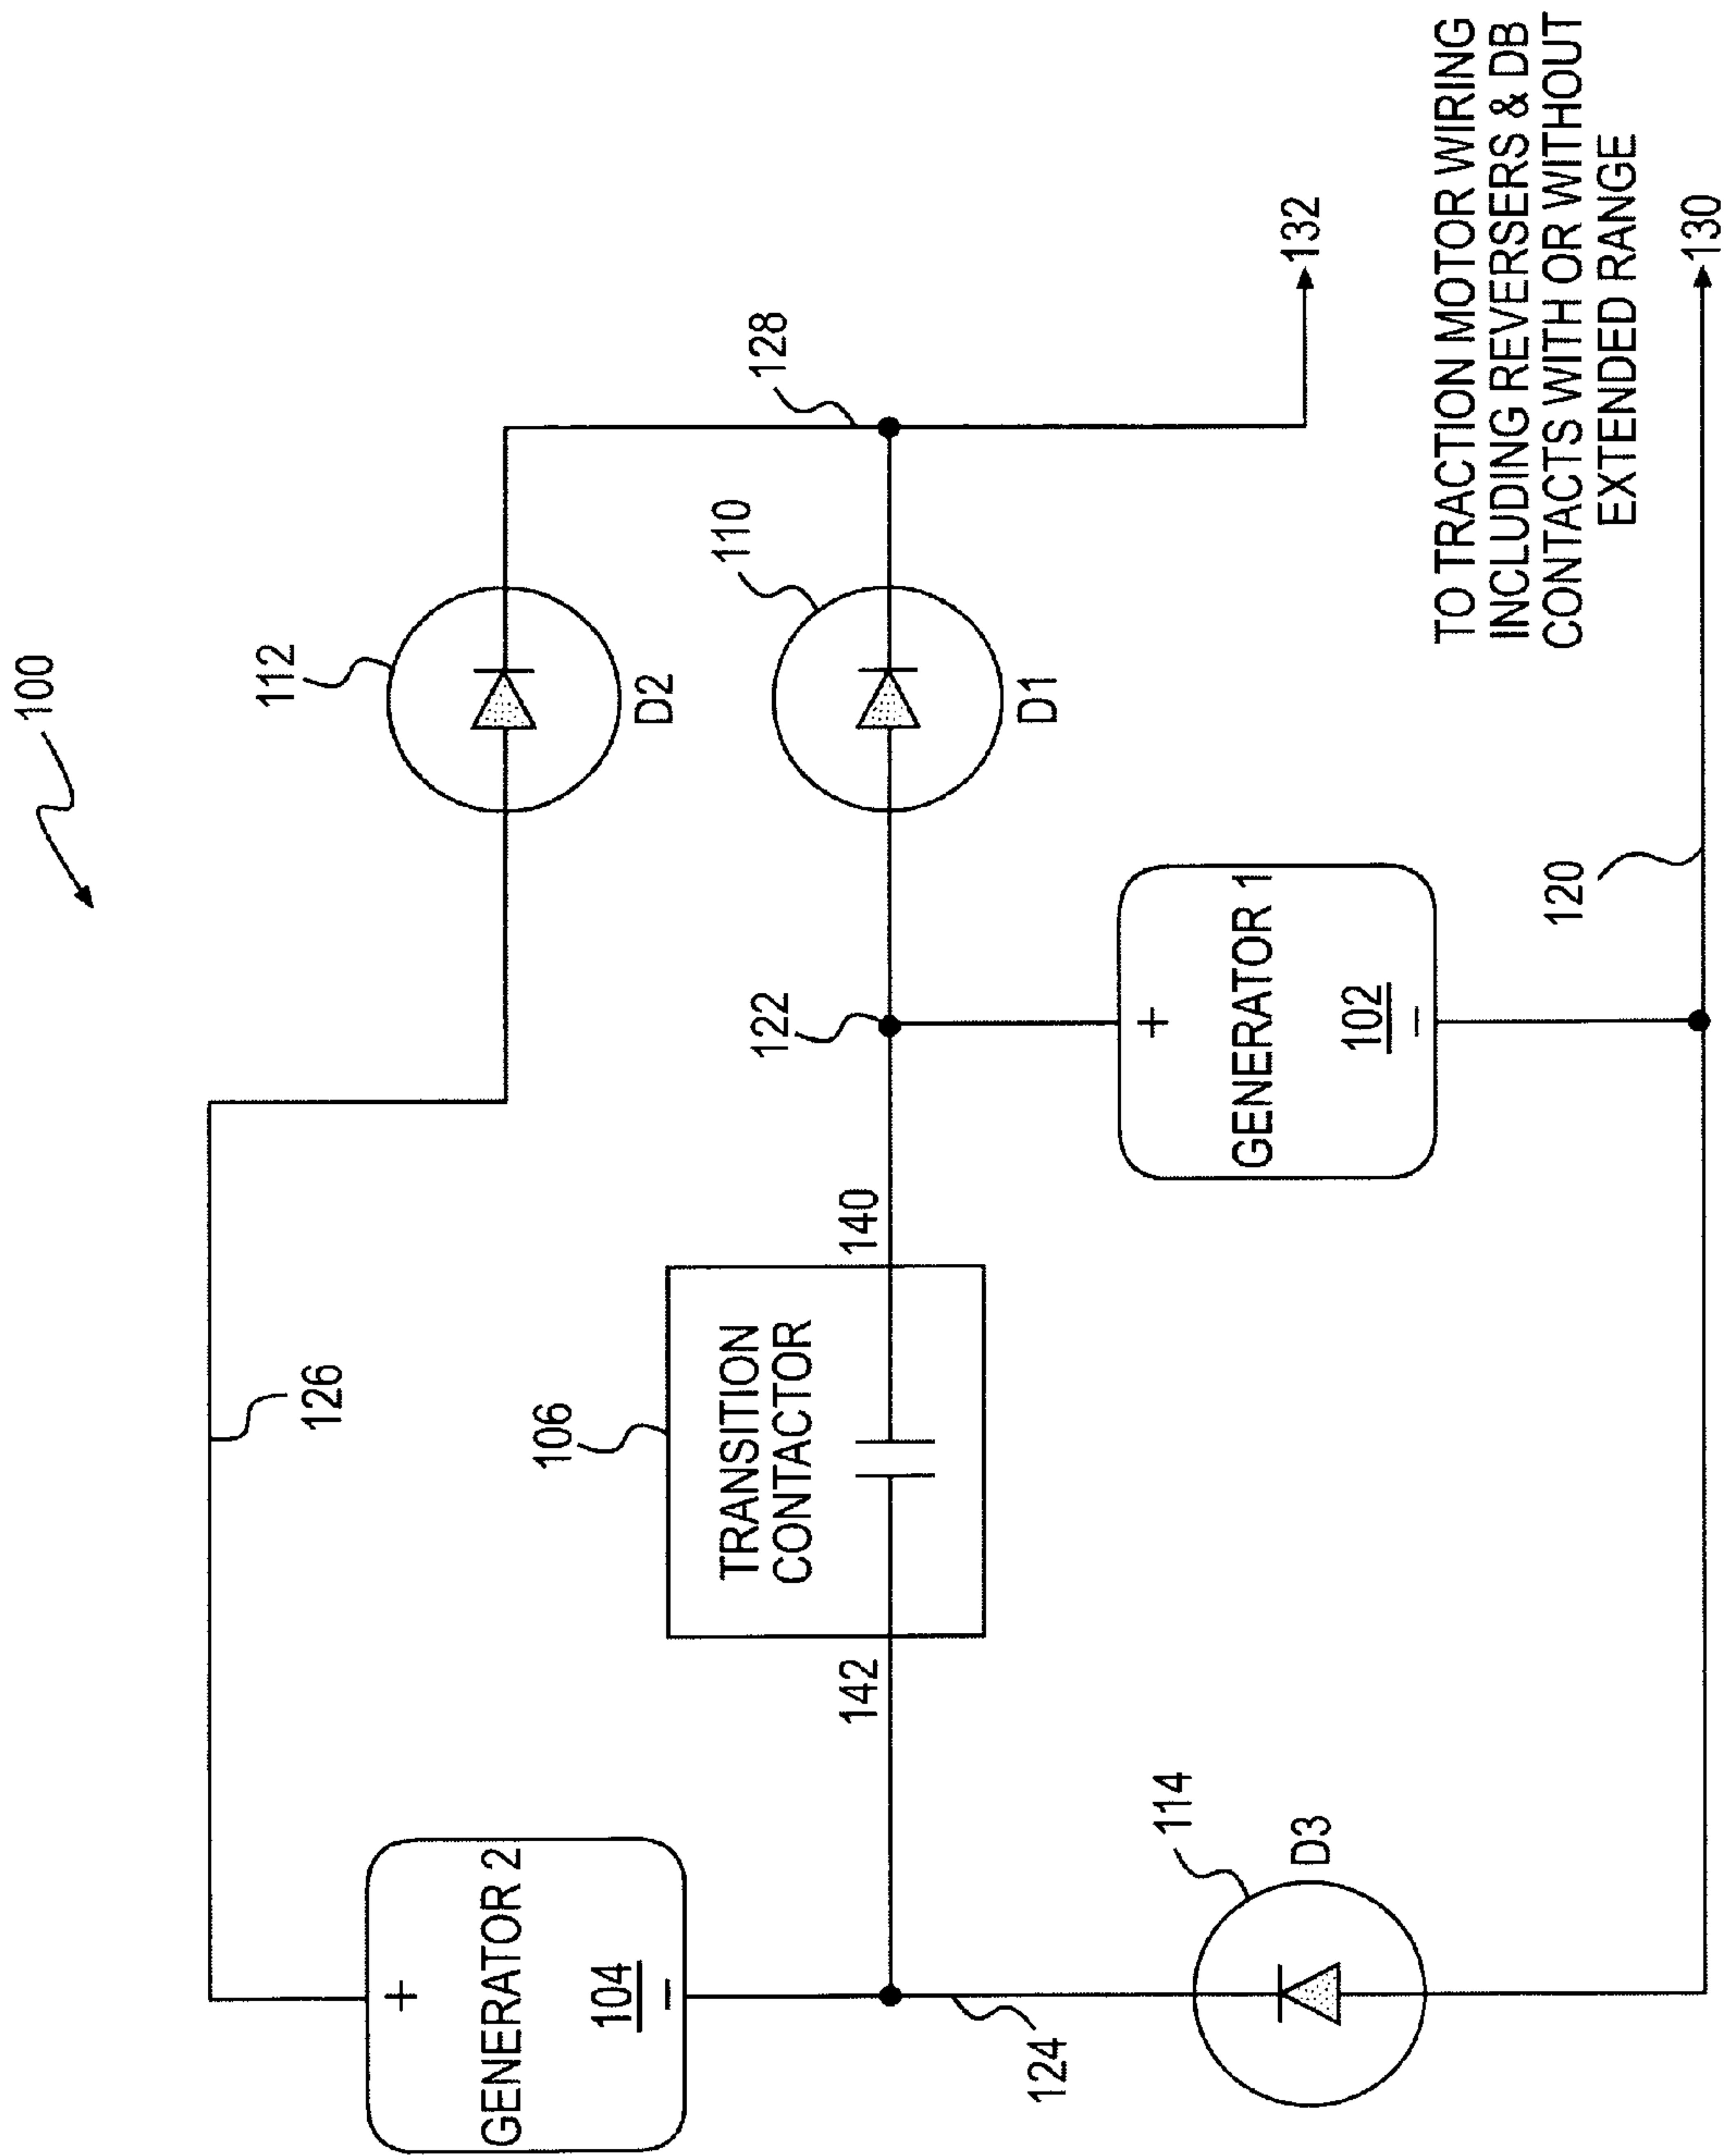 100
126
112
D2
128
110
D1
106
TRANSITION
CONTACTOR
142
140
122
132
GENERATOR 2
+
104
–
124
114
D3
+
GENERATOR 1
102
–
120
130
TO TRACTION MOTOR WIRING
INCLUDING REVERSERS & DB
CONTACTS WITH OR WITHOUT
EXTENDED RANGE